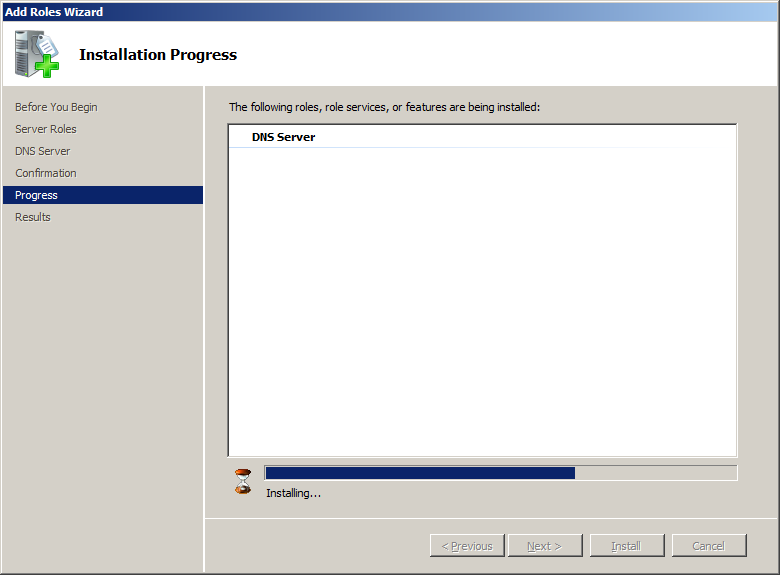 Add Roles Wizard
Installation Progress
Before You Begin
Server Roles
DNS Server
Confirmation
Progress
Results
The following roles, role services, or features are being installed:
DNS Server
Installing...
< Previous
Next >
Install
Cancel